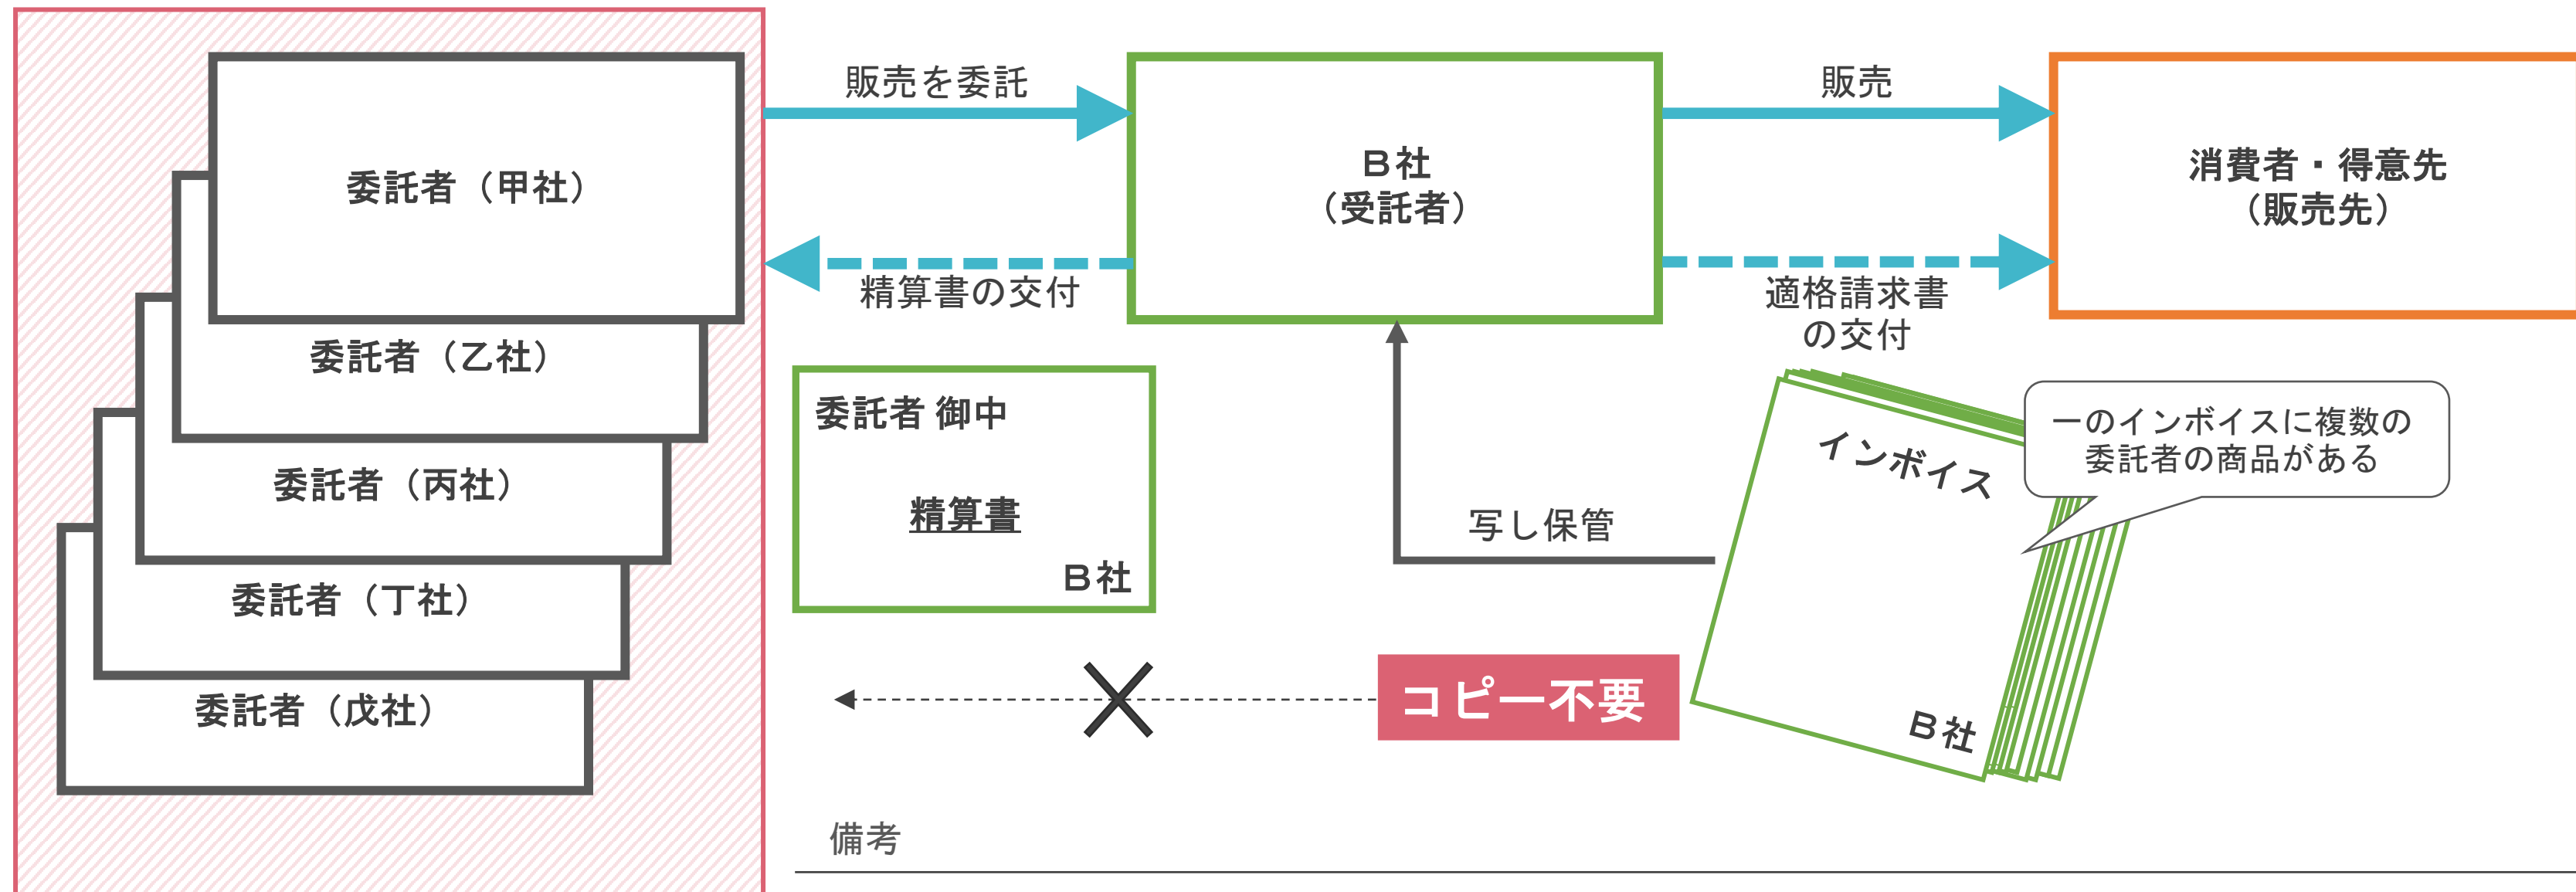 委託者（甲社）
委託者（乙社）
委託者（丙社）
委託者（丁社）
委託者（戊社）
販売を委託
精算書の交付
Ｂ社
（受託者）
販売
適格請求書
の交付
消費者・得意先
（販売先）
委託者 御中
精算書
Ｂ社
写し保管
インボイス
Ｂ社
一のインボイスに複数の
委託者の商品がある
コピー不要
備考